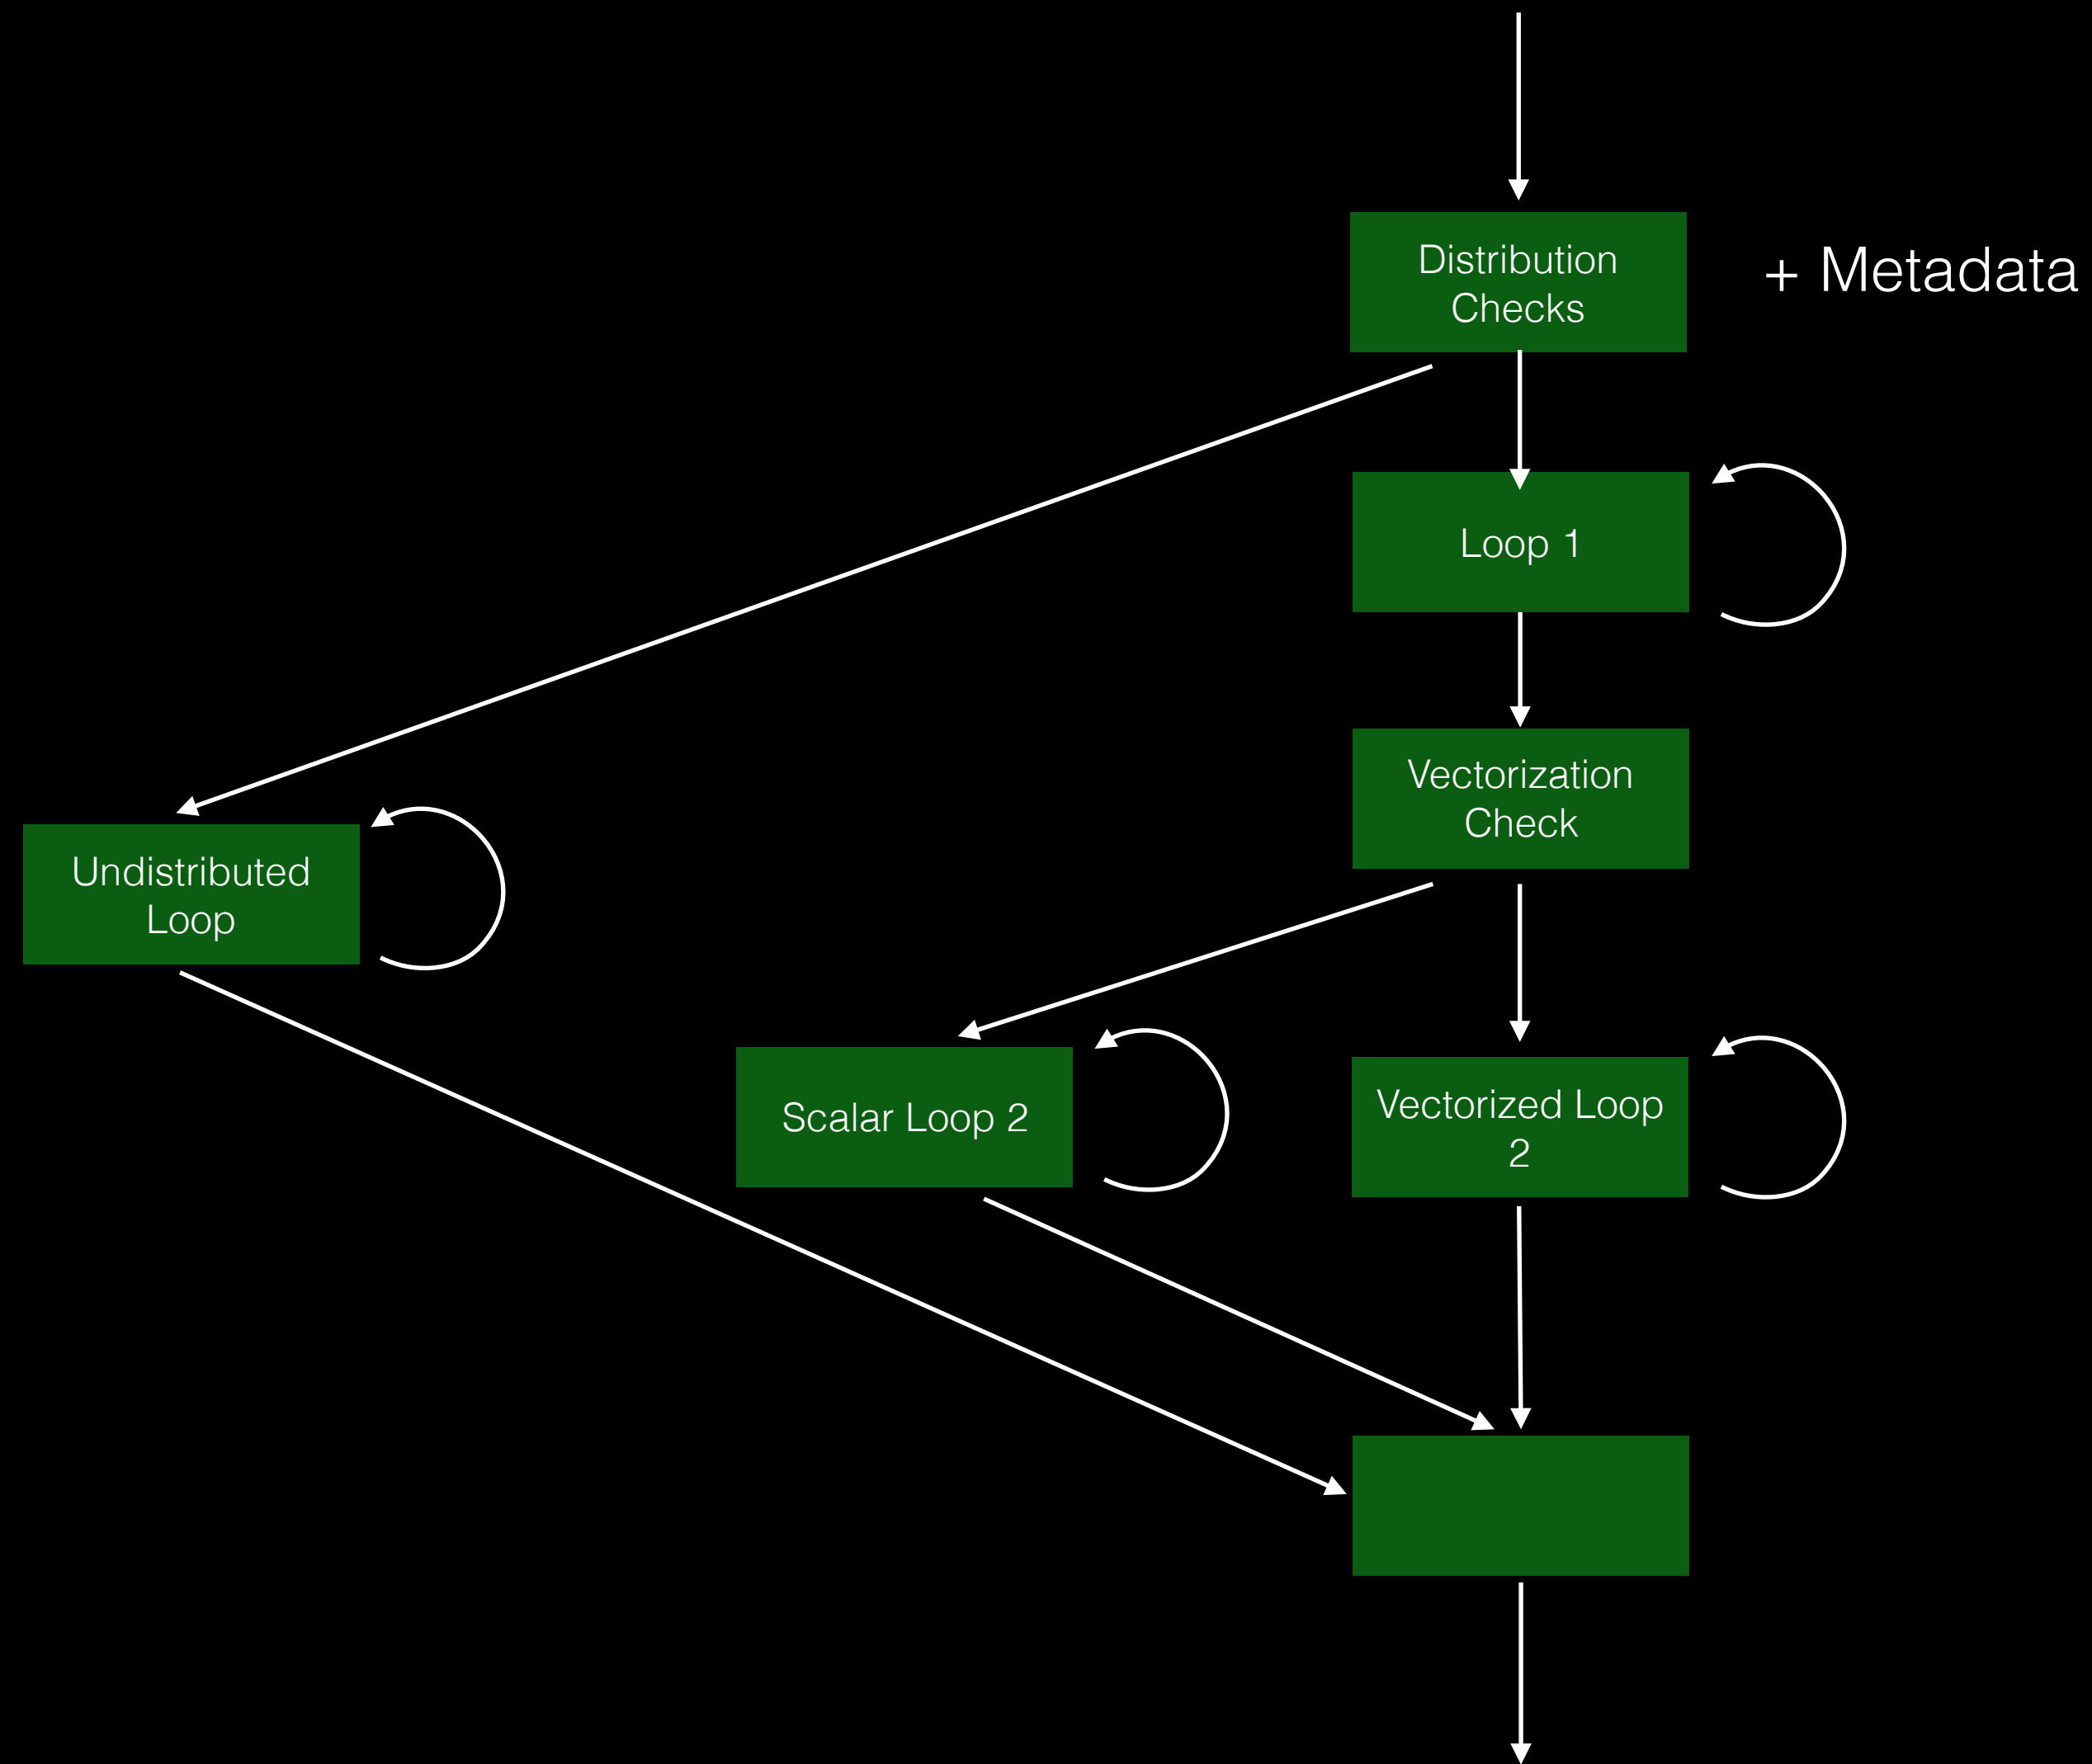 Distribution
Checks
+ Metadata
Loop 1
Vectorization
Check
Undistributed
Loop
Scalar Loop 2
Vectorized Loop
2